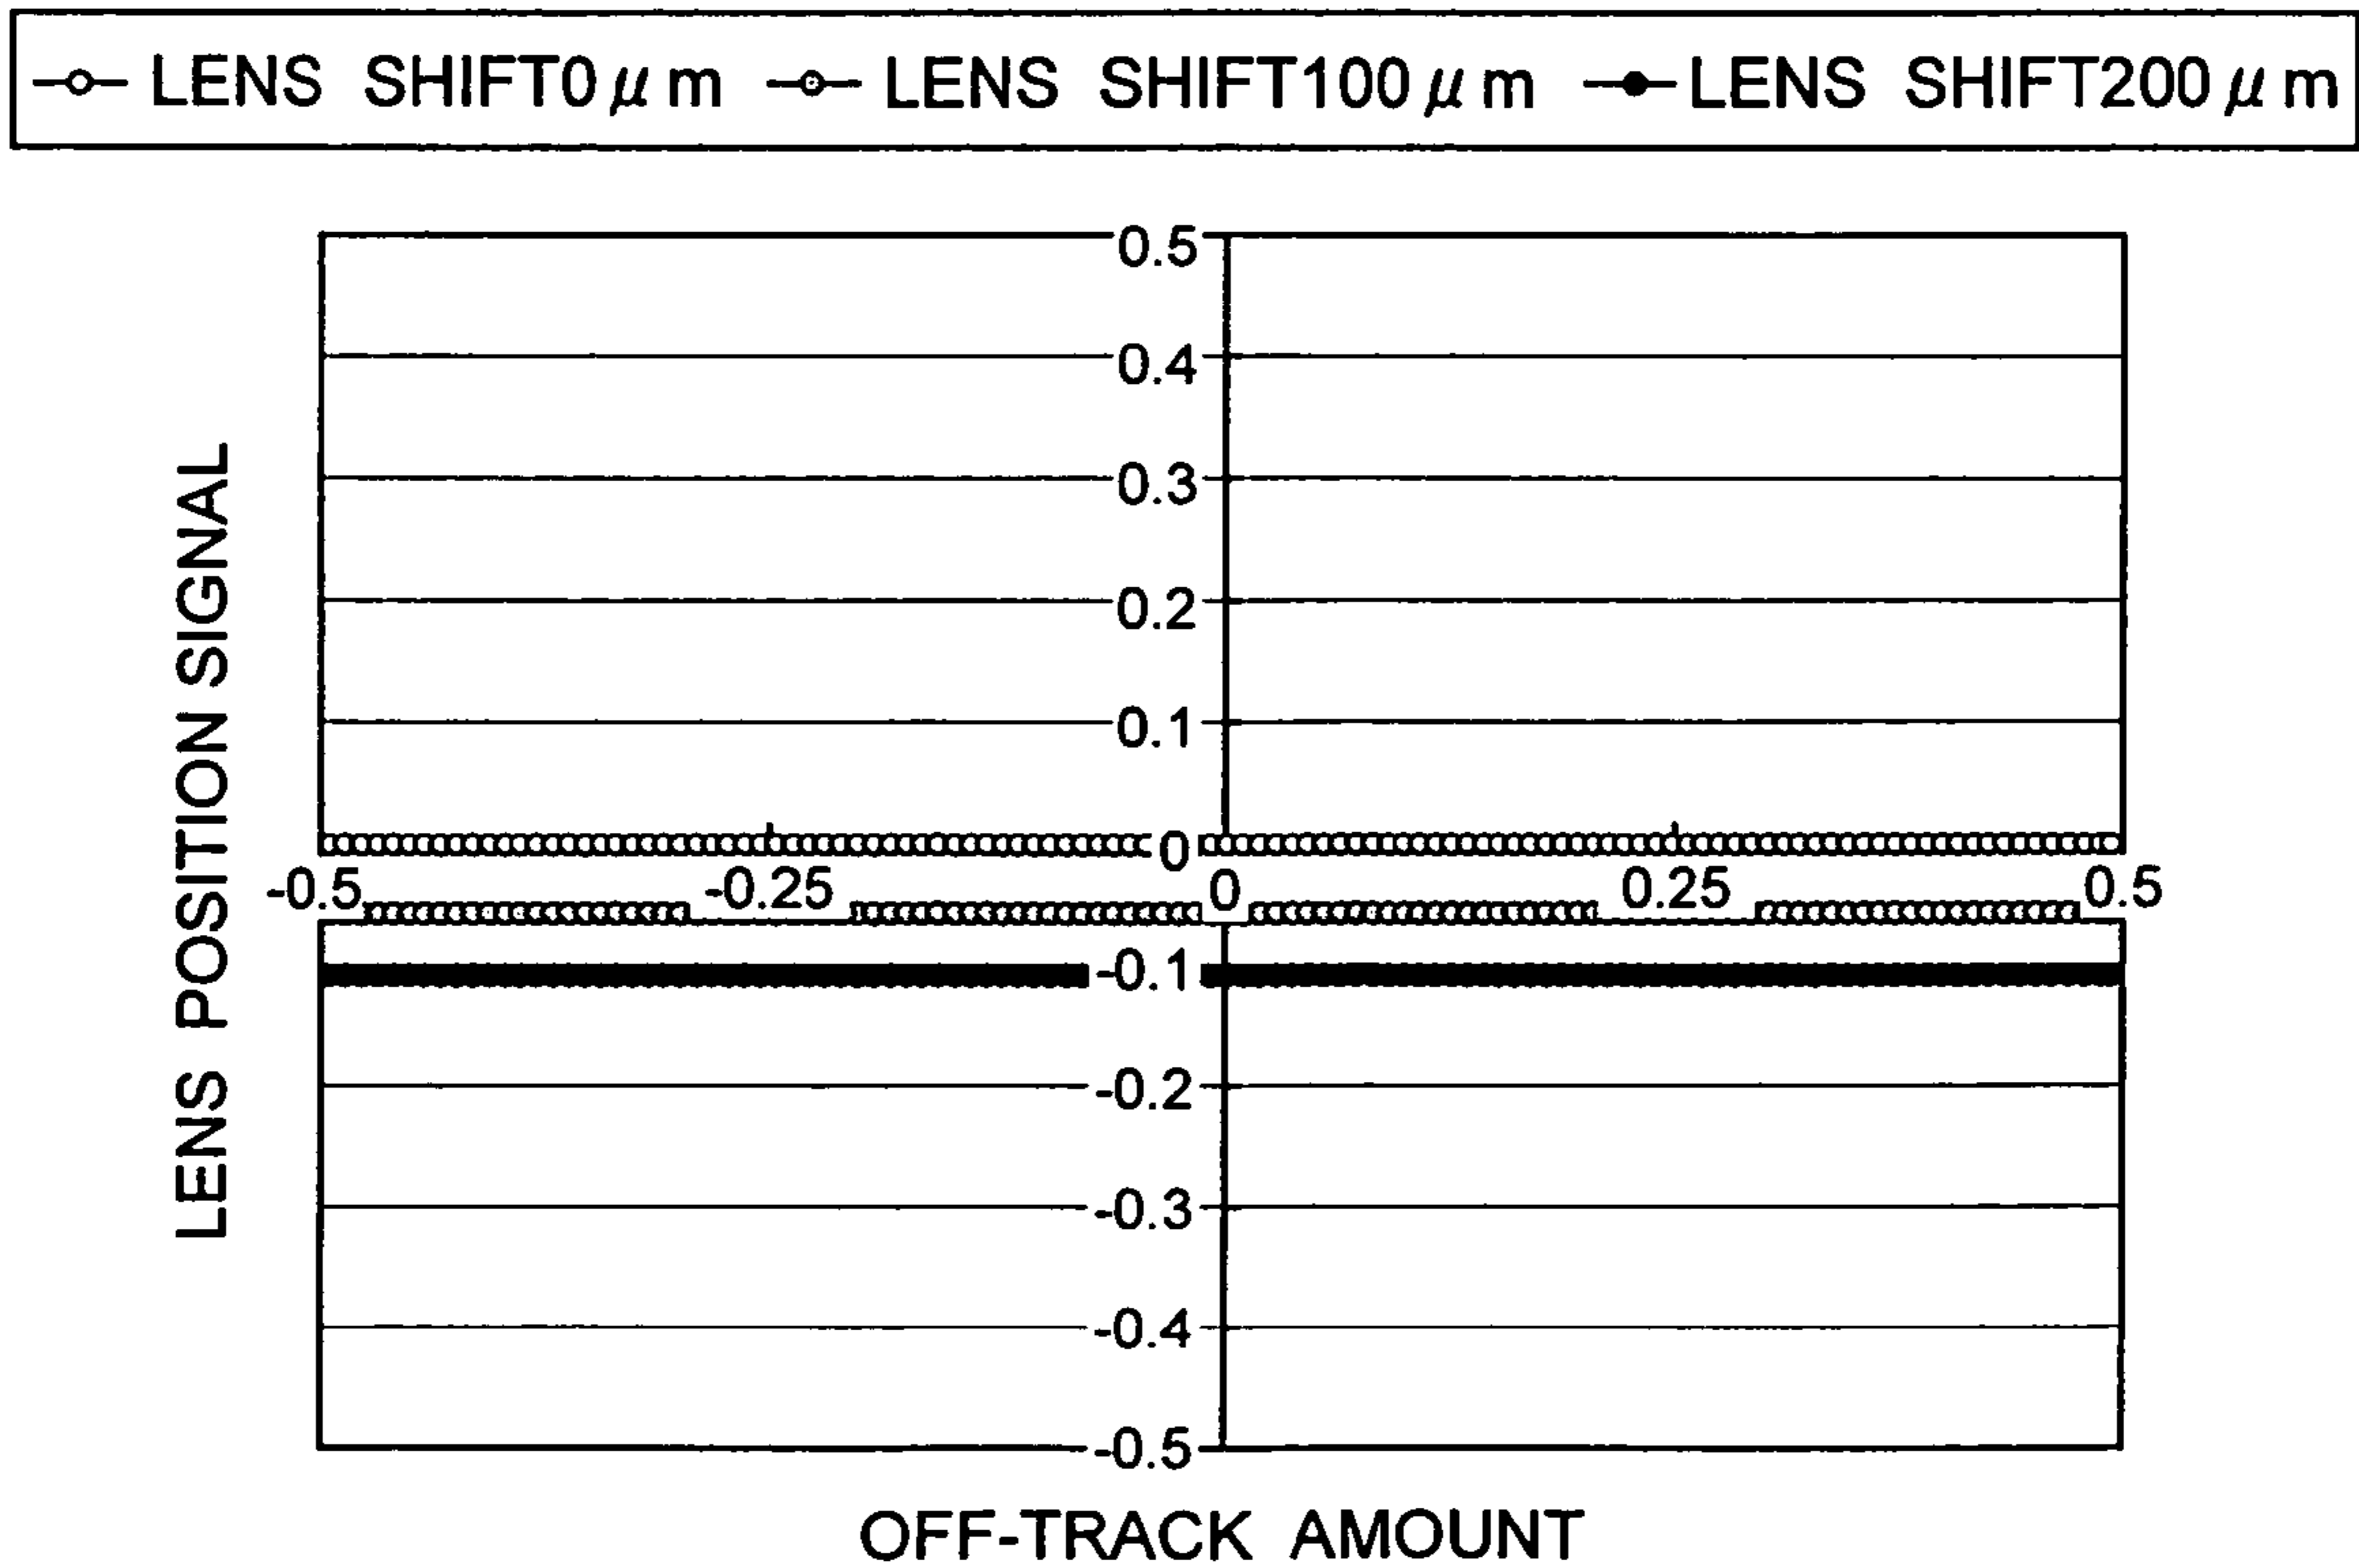 LENS SHIFT0μm LENS SHIFT100μm LENS SHIFT200μm
0.5
0.4
0.3
0.2
0.1
0
-0.5 -0.25 0 0.25 0.5
-0.1
-0.2
-0.3
-0.4
-0.5
LENS POSITION SIGNAL
OFF-TRACK AMOUNT